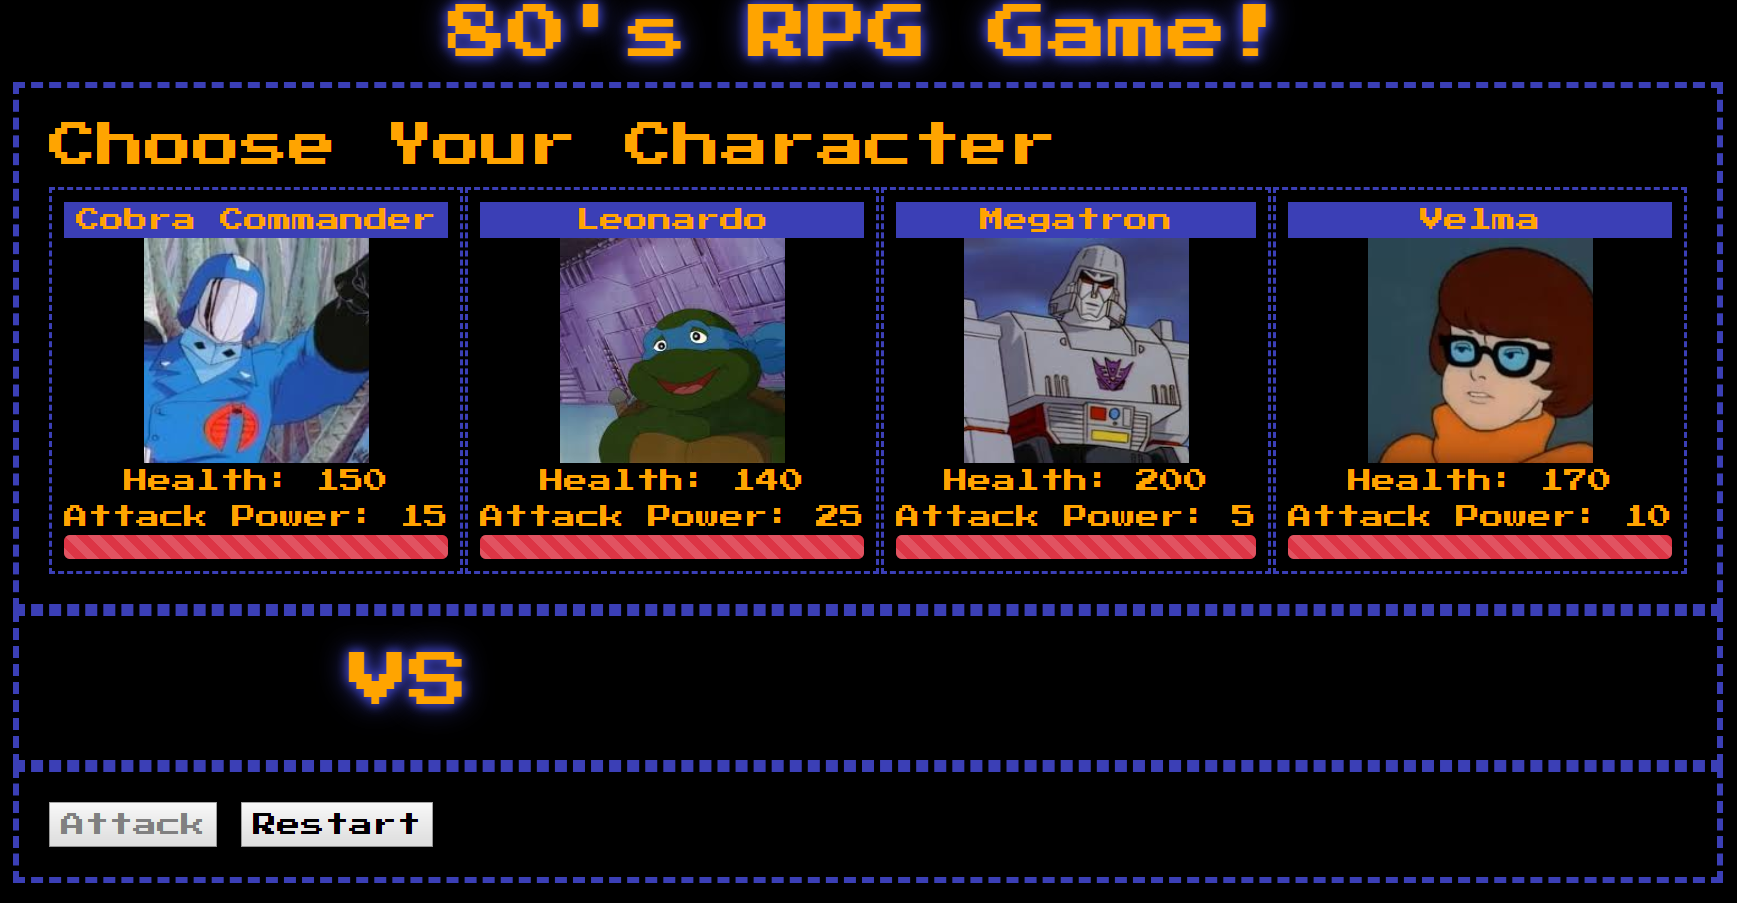 80's RPG Game!
Choose Your Character
Cobra Commander
Health: 150
Attack Power: 15
Leonardo
Health: 140
Attack Power: 25
Megatron
Health: 200
Attack Power: 5
Velma
Health: 170
Attack Power: 10
VS
Attack
Restart